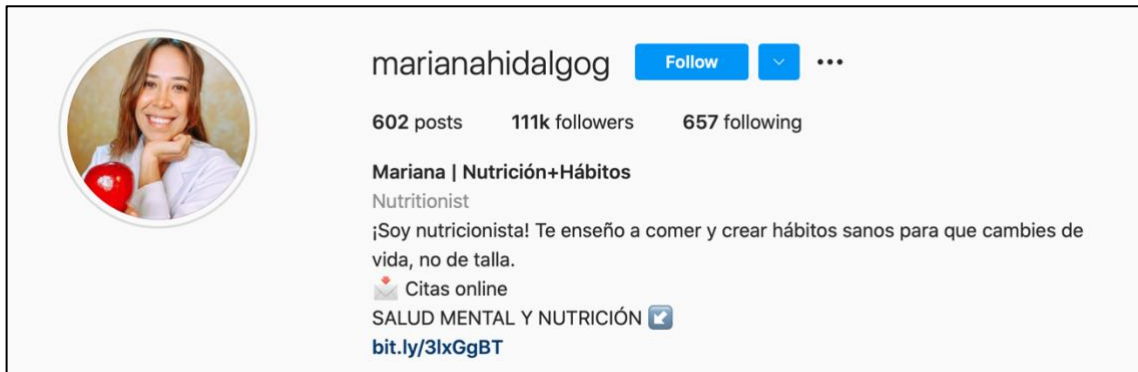 marianahidalgog Follow
602 posts 111k followers 657 following
Mariana | Nutrición+Hábitos
Nutritionist
¡Soy nutricionista! Te enseño a comer y crear hábitos sanos para que cambies de
vida, no de talla.
📩 Citas online
SALUD MENTAL Y NUTRICIÓN ↙️
bit.ly/3lxGgBT